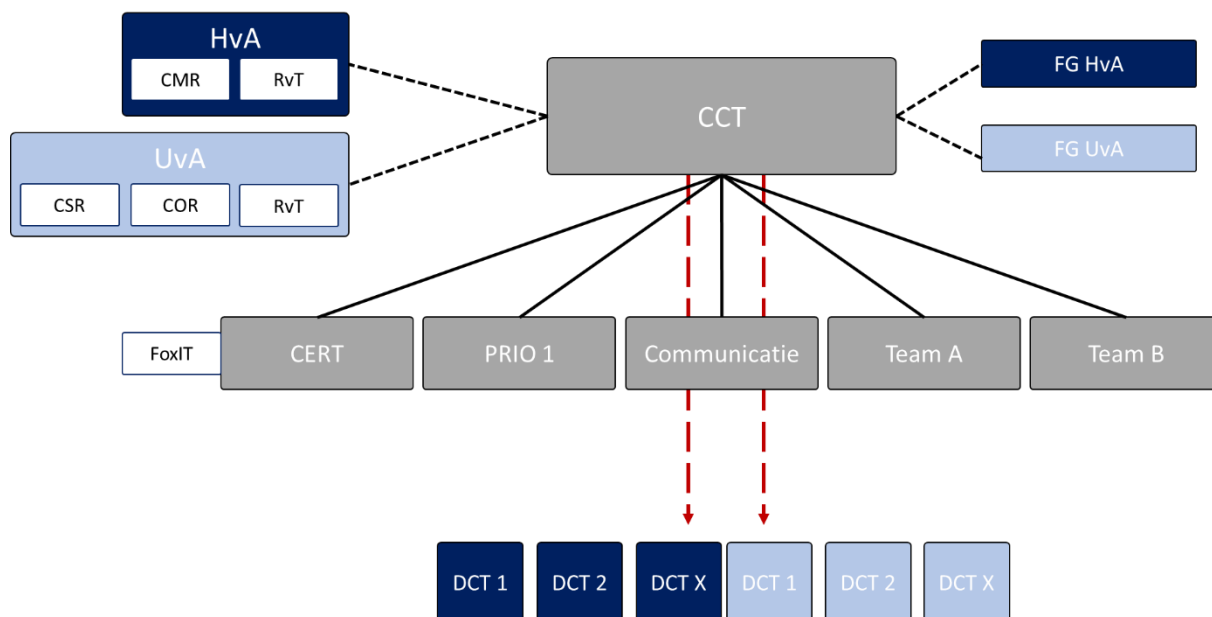 HvA
CMR
RvT
UvA
CSR
COR
RvT
CCT
FG HvA
FG UvA
FoxIT
CERT
PRIO 1
Communicatie
Team A
Team B
DCT 1
DCT 2
DCT X
DCT 1
DCT 2
DCT X